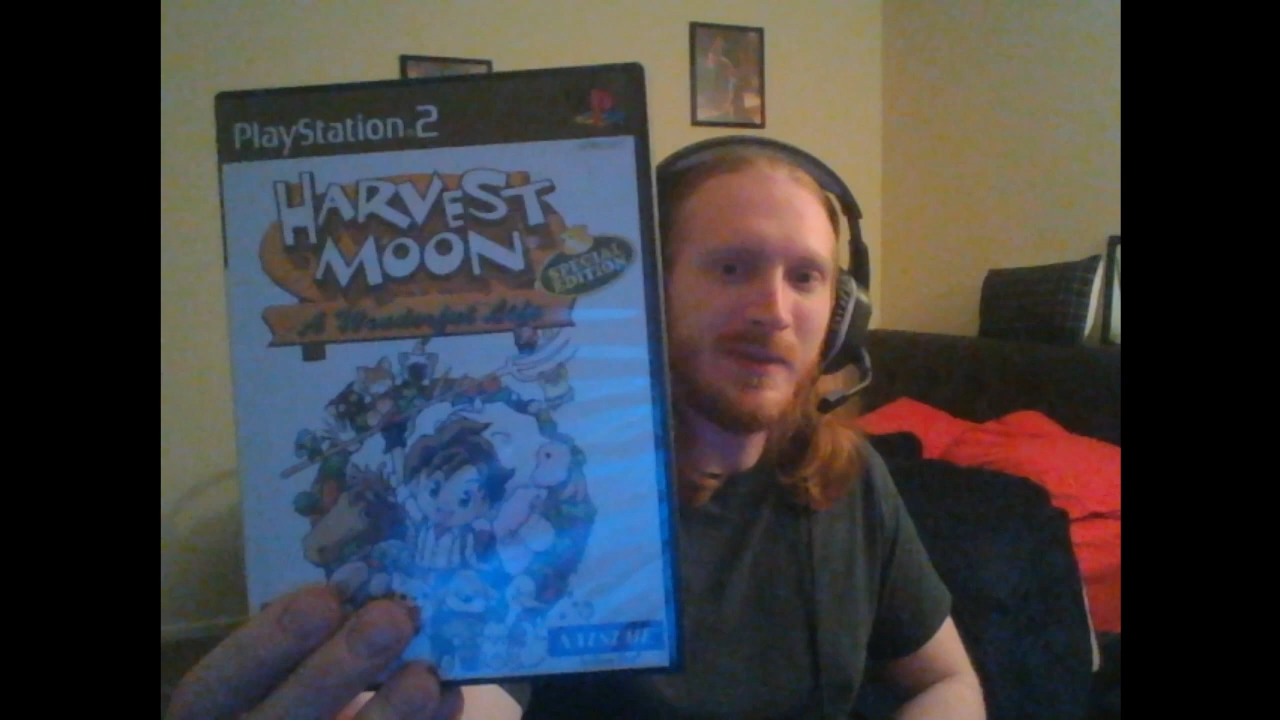 PlayStation 2
HARVEST
MOON
SPECIAL
EDITION
A Wonderful Life
NATSUME